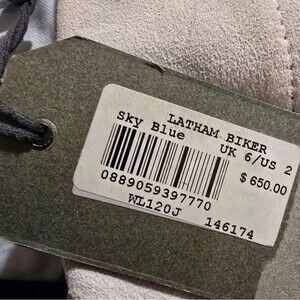 LATHAM BIKER
Sky Blue UK 6/US 2
$ 650.00
0889059397770
WL120J 146174